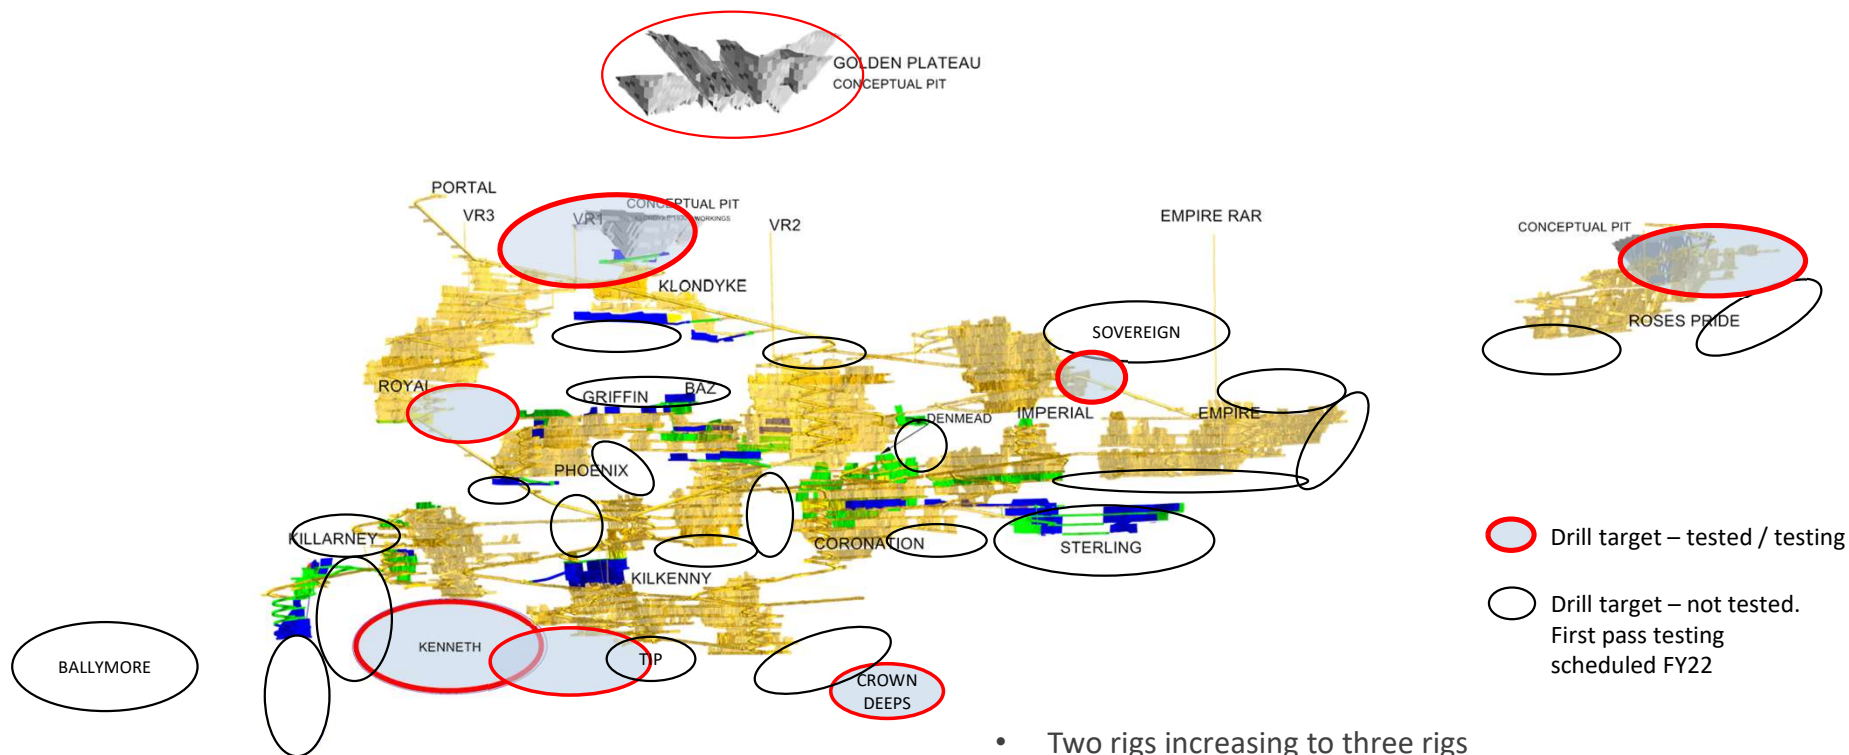 GOLDEN PLATEAU
CONCEPTUAL PIT
PORTAL
VR3
VR1
CONCEPTUAL PIT
WORKINGS
VR2
EMPIRE RAR
CONCEPTUAL PIT
KLONDYKE
SOVEREIGN
ROSES PRIDE
ROYAL
GRIFFIN
BAZ
DENMEAD
IMPERIAL
EMPIRE
PHOENIX
KILLARNEY
CORONATION
STERLING
KILKENNY
KENNETH
TIP
BALLYMORE
CROWN
DEEPS
Drill target – tested / testing
Drill target – not tested.
First pass testing
scheduled FY22
• Two rigs increasing to three rigs